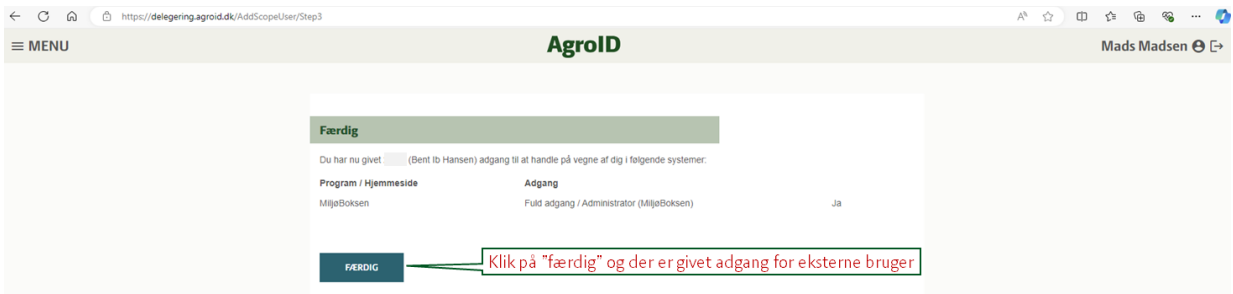 https://delegering.agroid.dk/AddScopeUser/Step3
MENU
AgroID
Mads Madsen
Færdig
Du har nu givet (Bent Ib Hansen) adgang til at handle på vegne af dig i følgende systemer:
Program / Hjemmeside Adgang
MiljøBoksen Fuld adgang / Administrator (MiljøBoksen) Ja
FÆRDIG
Klik på ”færdig” og der er givet adgang for eksterne bruger